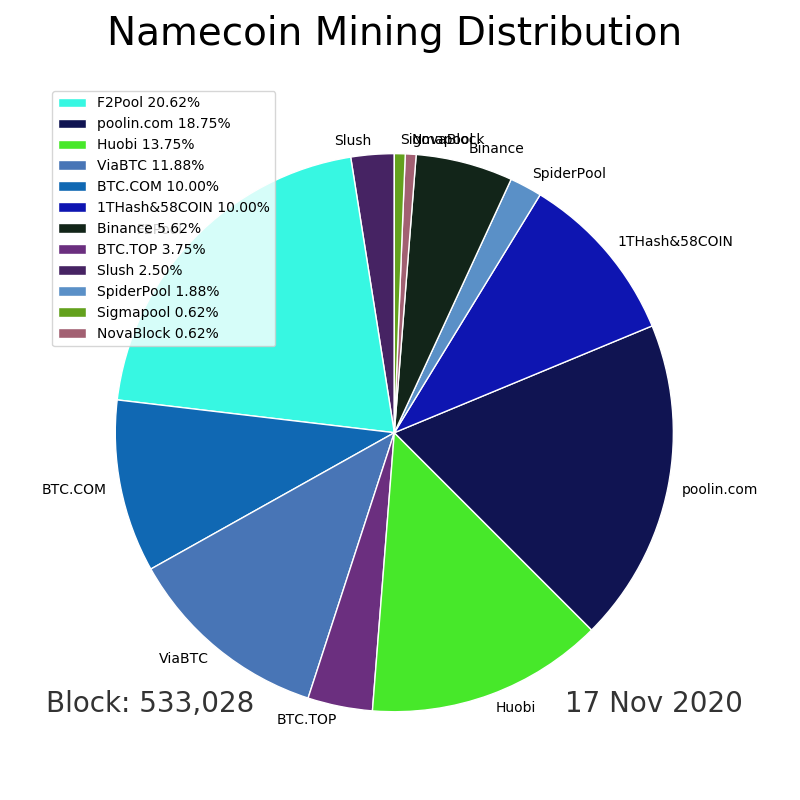 Namecoin Mining Distribution
F2Pool 20.62%
poolin.com 18.75%
Huobi 13.75%
ViaBTC 11.88%
BTC.COM 10.00%
1THash&58COIN 10.00%
Binance 5.62%
BTC.TOP 3.75%
Slush 2.50%
SpiderPool 1.88%
Sigmapool 0.62%
NovaBlock 0.62%
Slush
Sigmapool
NovaBlock
Binance
SpiderPool
1THash&58COIN
BTC.COM
poolin.com
ViaBTC
Huobi
BTC.TOP
Block: 533,028
17 Nov 2020